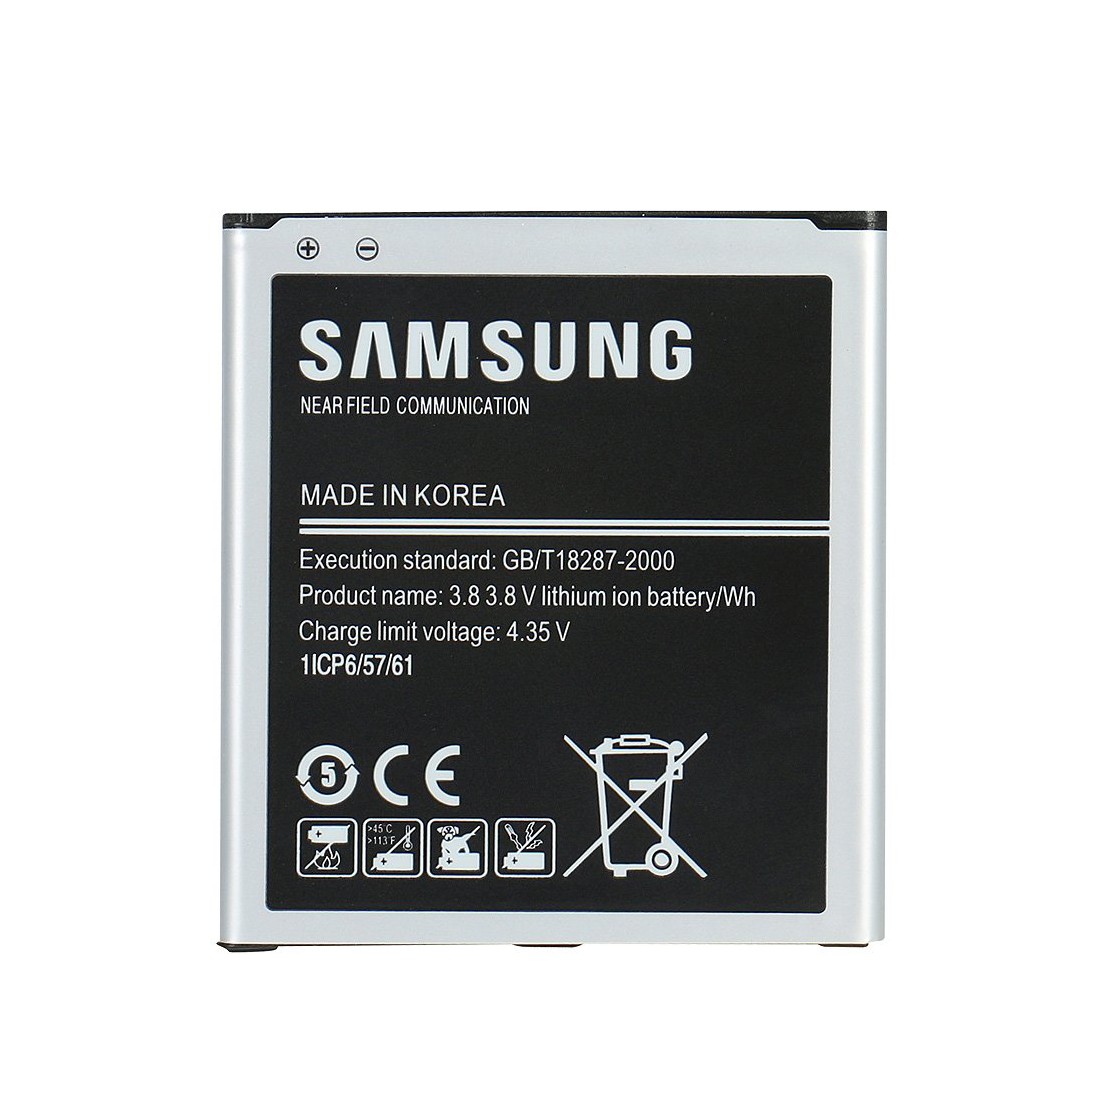 + −
SAMSUNG
NEAR FIELD COMMUNICATION
MADE IN KOREA
Execution standard: GB/T18287-2000
Product name: 3.8 3.8 V lithium ion battery/Wh
Charge limit voltage: 4.35 V
1ICP6/57/61
5 CE
>45°C
>113°F